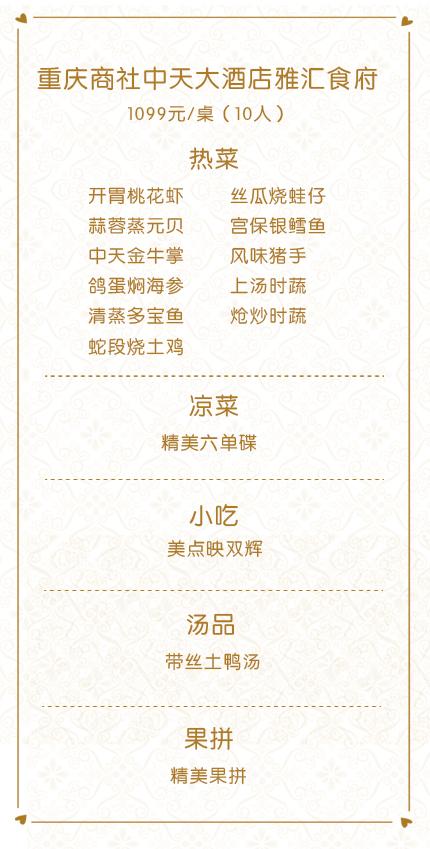 重庆商社中天大酒店雅汇食府
1099元/桌（10人）
热菜
开胃桃花虾 丝瓜烧蛙仔
蒜蓉蒸元贝 宫保银鳕鱼
中天金牛掌 风味猪手
鸽蛋焖海参 上汤时蔬
清蒸多宝鱼 炝炒时蔬
蛇段烧土鸡
凉菜
精美六单碟
小吃
美点映双辉
汤品
带丝土鸭汤
果拼
精美果拼